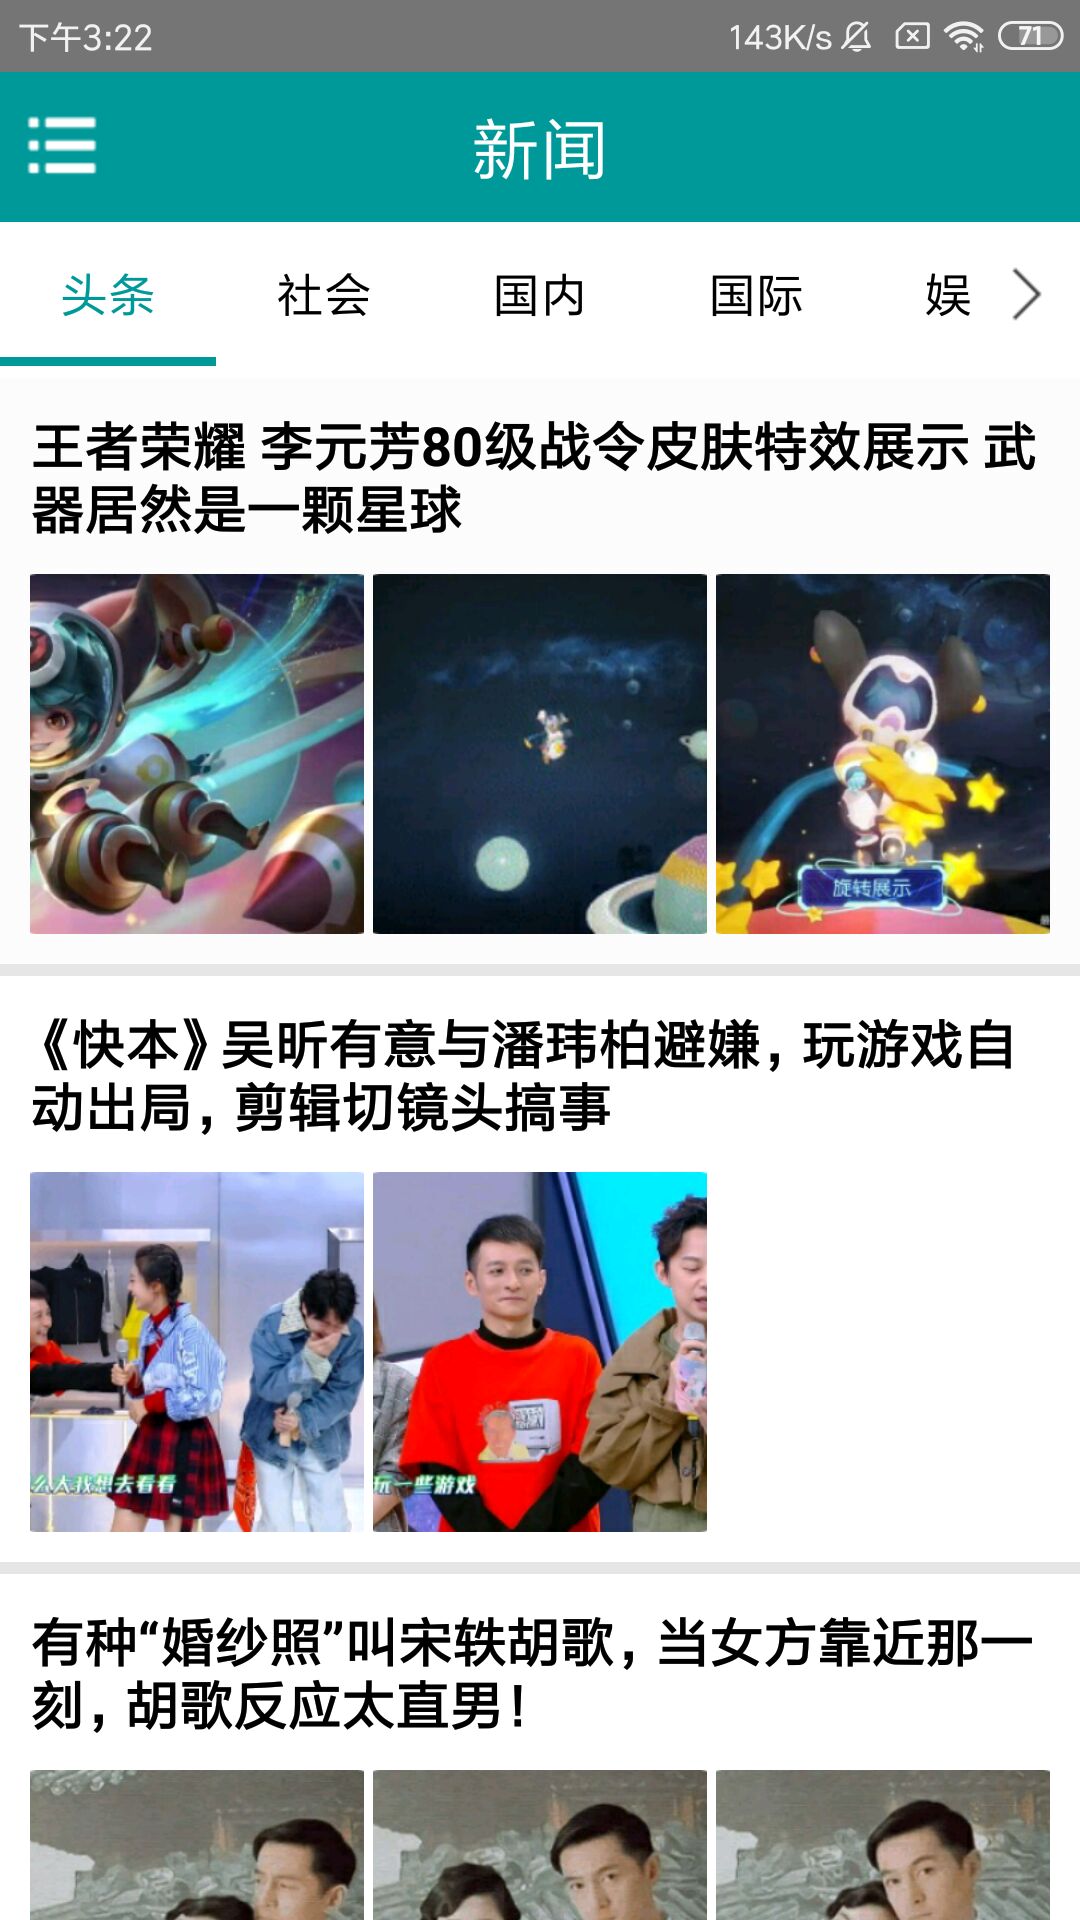 下午3:22
143K/s
71
新闻
头条
社会
国内
国际
娱
王者荣耀 李元芳80级战令皮肤特效展示 武
器居然是一颗星球
旋转展示
《快本》吴昕有意与潘玮柏避嫌，玩游戏自
动出局，剪辑切镜头搞事
么大我想去看看
玩一些游戏
有种“婚纱照”叫宋轶胡歌，当女方靠近那一
刻，胡歌反应太直男！